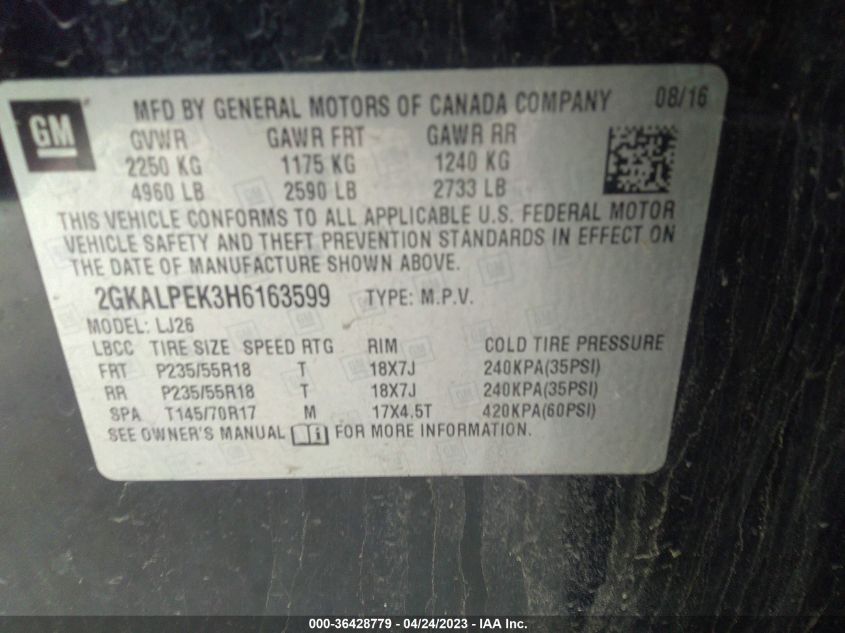 GM
MFD BY GENERAL MOTORS OF CANADA COMPANY 08/16
GVWR GAWR FRT GAWR RR
2250 KG 1175 KG 1240 KG
4960 LB 2590 LB 2733 LB
THIS VEHICLE CONFORMS TO ALL APPLICABLE U.S. FEDERAL MOTOR
VEHICLE SAFETY AND THEFT PREVENTION STANDARDS IN EFFECT ON
THE DATE OF MANUFACTURE SHOWN ABOVE.
2GKALPEK3H6163599 TYPE: M.P.V.
MODEL: LJ26
LBCC TIRE SIZE SPEED RTG RIM COLD TIRE PRESSURE
FRT P235/55R18 T 18X7J 240KPA(35PSI)
RR P235/55R18 T 18X7J 240KPA(35PSI)
SPA T145/70R17 M 17X4.5T 420KPA(60PSI)
SEE OWNER'S MANUAL i FOR MORE INFORMATION.
000-36428779 - 04/24/2023 - IAA Inc.